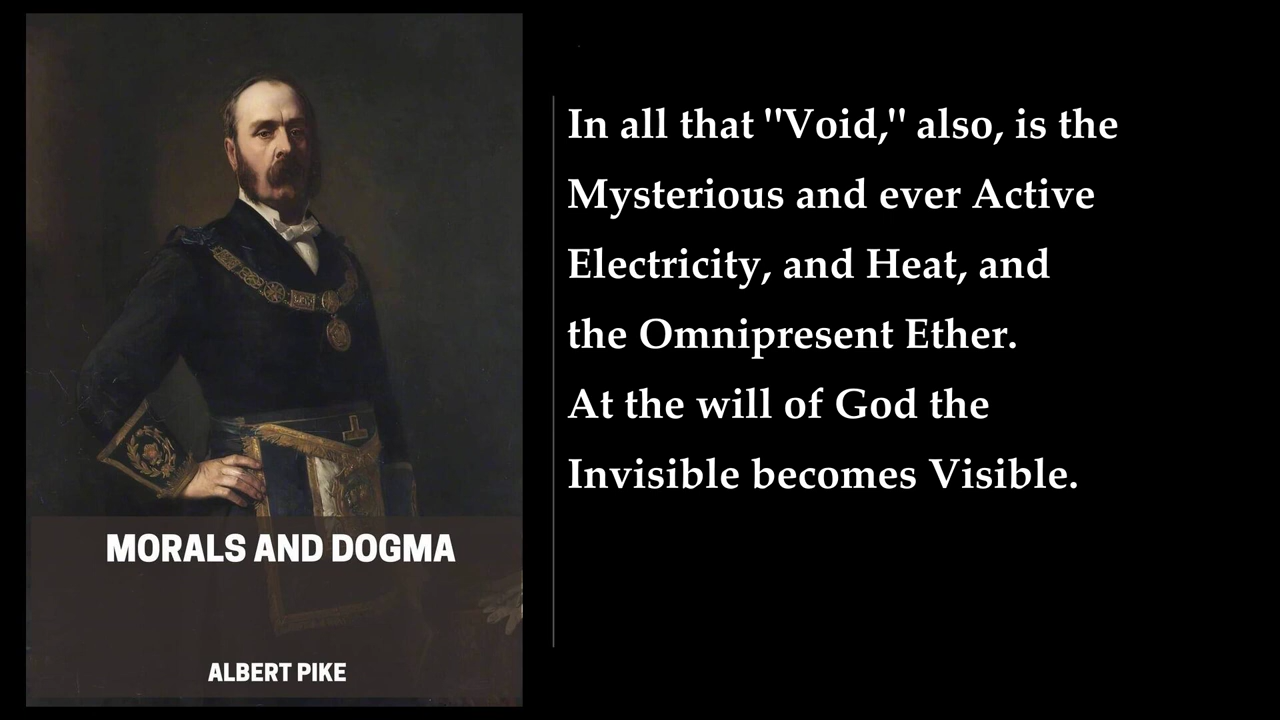 MORALS AND DOGMA
ALBERT PIKE
In all that "Void," also, is the
Mysterious and ever Active
Electricity, and Heat, and
the Omnipresent Ether.
At the will of God the
Invisible becomes Visible.